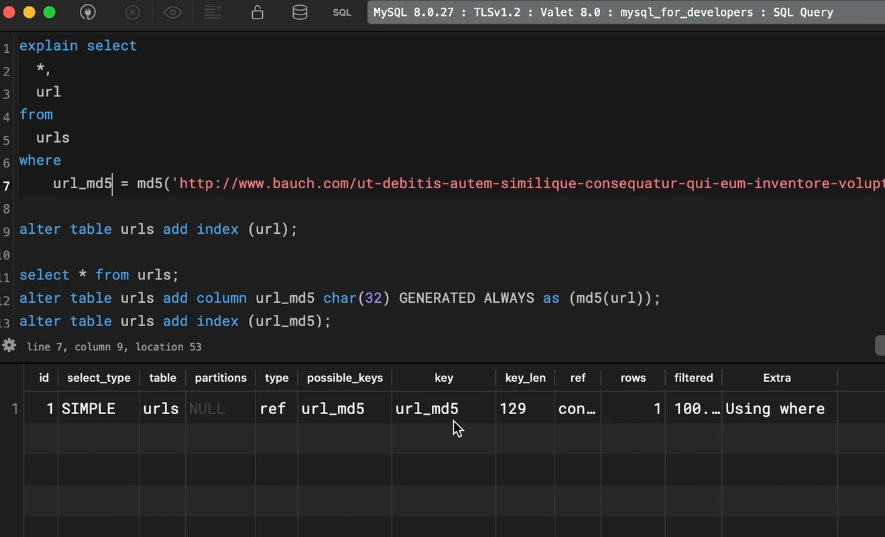 SQL MySQL 8.0.27 : TLSv1.2 : Valet 8.0 : mysql_for_developers : SQL Query
1 explain select
2 *,
3 url
4 from
5 urls
6 where
7 url_md5 = md5('http://www.bauch.com/ut-debitis-autem-similique-consequatur-qui-eum-inventore-volupt
8
9 alter table urls add index (url);
10
11 select * from urls;
12 alter table urls add column url_md5 char(32) GENERATED ALWAYS as (md5(url));
13 alter table urls add index (url_md5);
line 7, column 9, location 53
id select_type table partitions type possible_keys key key_len ref rows filtered Extra
1 1 SIMPLE urls NULL ref url_md5 url_md5 129 con… 1 100.… Using where